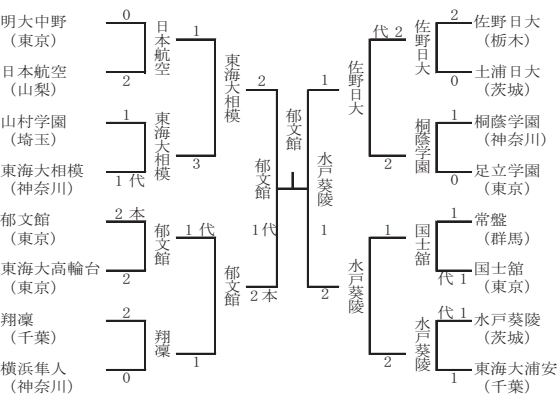 明大中野
（東京）
日本航空
（山梨）
山村学園
（埼玉）
東海大相模
（神奈川）
郁文館
（東京）
東海大高輪台
（東京）
翔凜
（千葉）
横浜隼人
（神奈川）
0
2
1
1 代
2 本
2
2
0
日本航空
東海大相模
郁文館
翔凜
1
3
1 代
1
東海大相模
郁文館
2
2 本
郁文館
1代
郁文館
水戸葵陵
1
1
2
佐野日大
水戸葵陵
代 2
2
1
2
佐野日大
桐蔭学園
国士舘
水戸葵陵
2
0
1
0
1
代 1
代 1
1
佐野日大
（栃木）
土浦日大
（茨城）
桐蔭学園
（神奈川）
足立学園
（東京）
常盤
（群馬）
国士舘
（東京）
水戸葵陵
（茨城）
東海大浦安
（千葉）